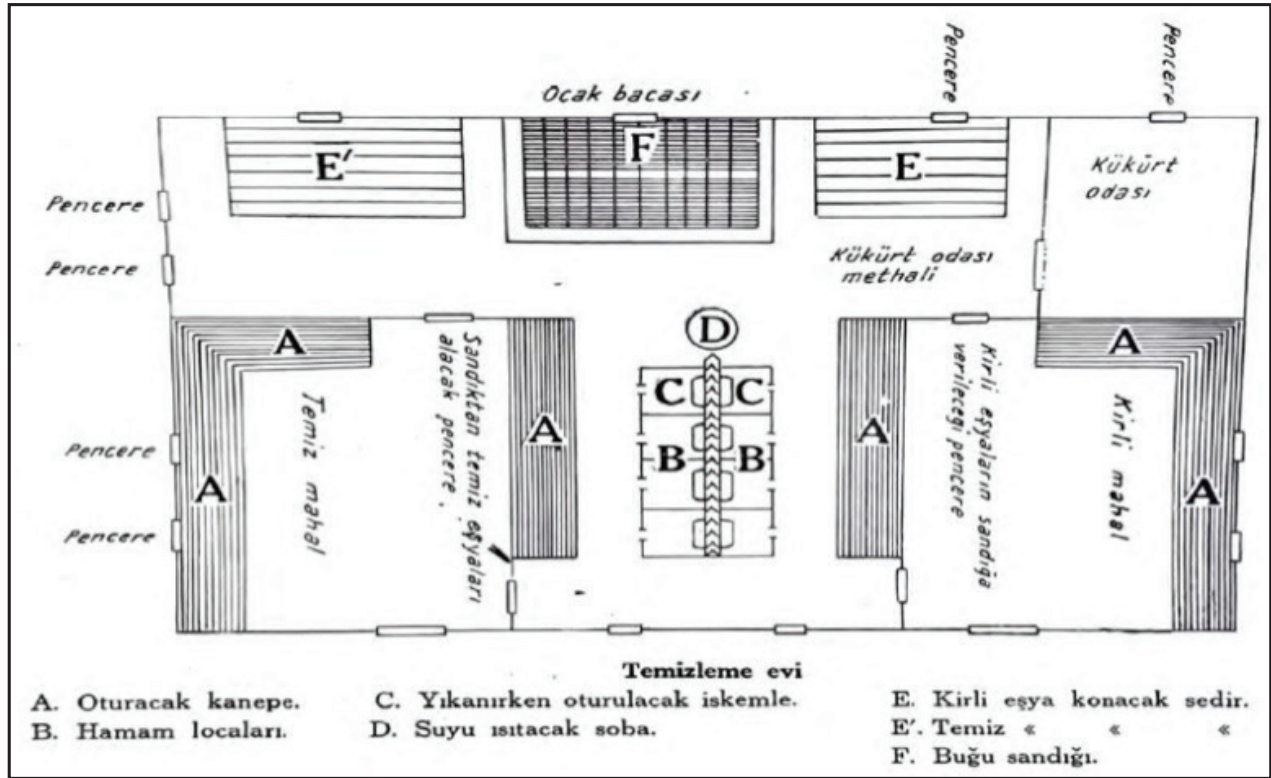 Pencere
Pencere
Ocak bacası
E'
F
E
Kükürt
odası
Pencere
Pencere
Kükürt odası
methali
D
A
A
Sandıktan temiz eşyaları
alacak pencere.
Kirli eşyaların sandığa
verileceği pencere
C
C
Temiz mahal
A
A
Kirli mahal
B
B
Pencere
A
A
Pencere
Temizleme evi
A. Oturacak kanepe.
B. Hamam locaları.
C. Yıkanırken oturulacak iskemle.
D. Suyu ısıtacak soba.
E. Kirli eşya konacak sedir.
E'. Temiz « « «
F. Buğu sandığı.